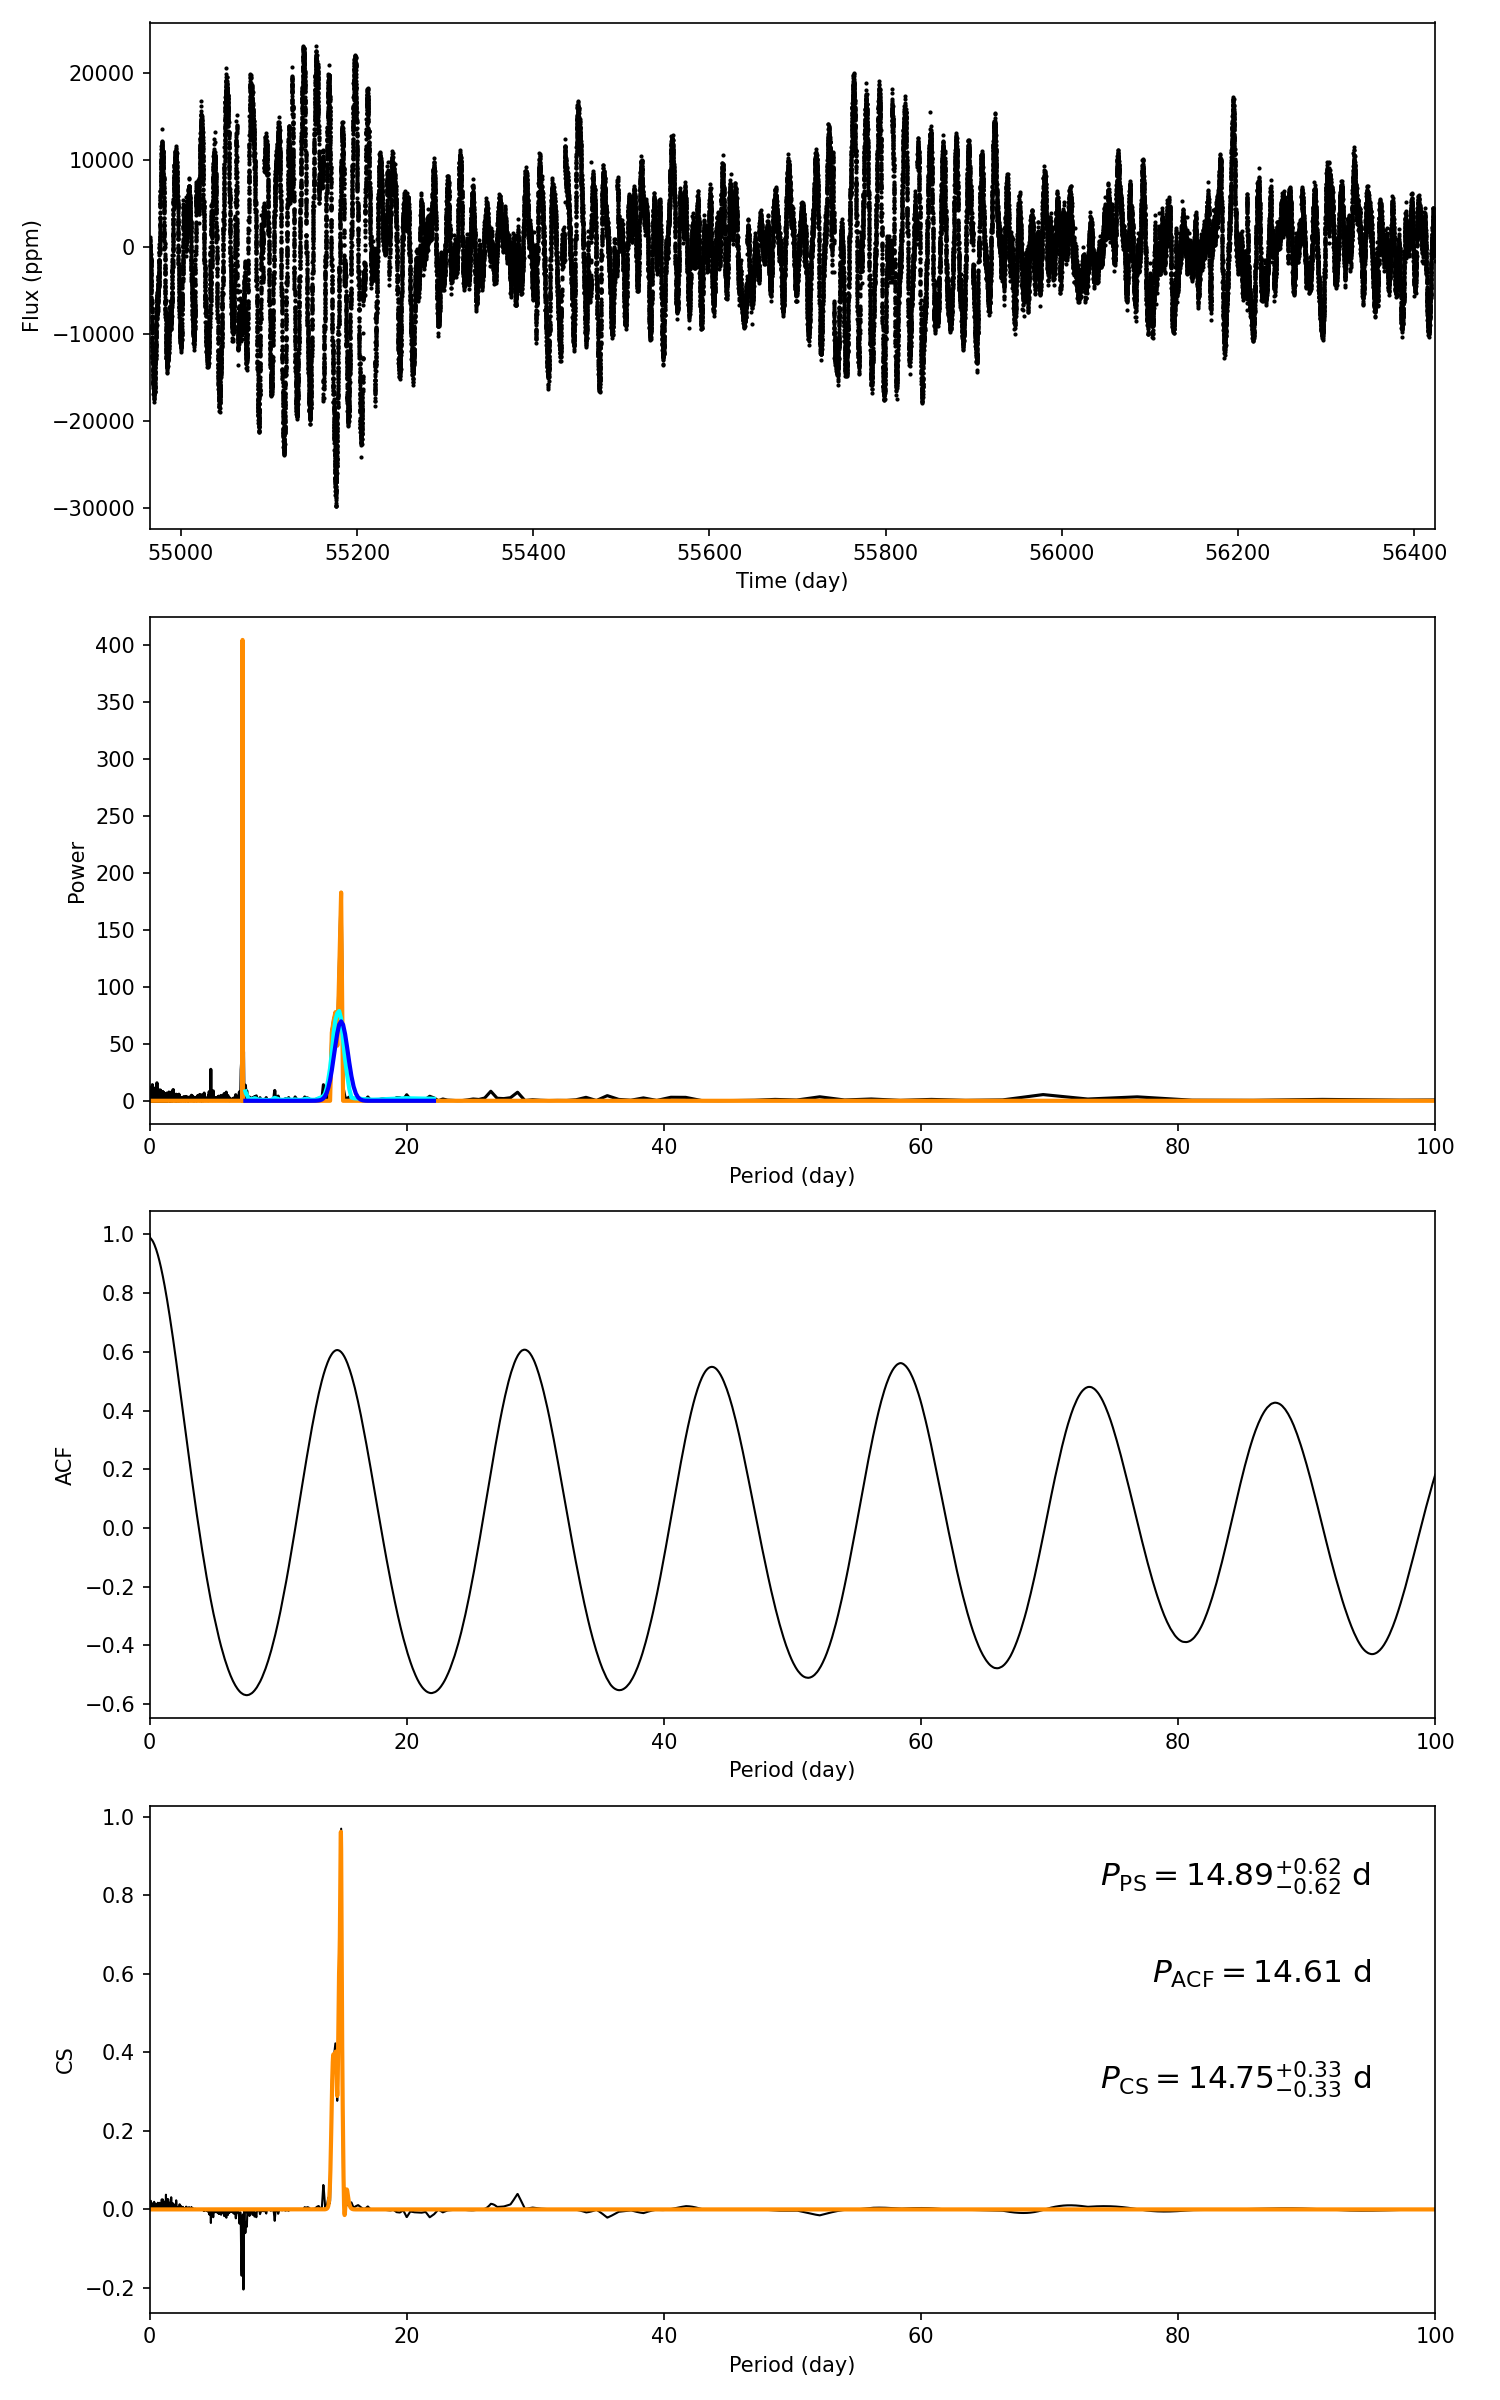 20000
10000
0
−10000
−20000
−30000
Flux (ppm)
55000 55200 55400 55600 55800 56000 56200 56400
Time (day)
400
350
300
250
200
150
100
50
0
Power
0 20 40 60 80 100
Period (day)
1.0
0.8
0.6
0.4
0.2
0.0
−0.2
−0.4
−0.6
ACF
0 20 40 60 80 100
Period (day)
1.0
0.8
0.6
0.4
0.2
0.0
−0.2
CS
P_PS = 14.89^{+0.62}_{−0.62} d
P_ACF = 14.61 d
P_CS = 14.75^{+0.33}_{−0.33} d
0 20 40 60 80 100
Period (day)